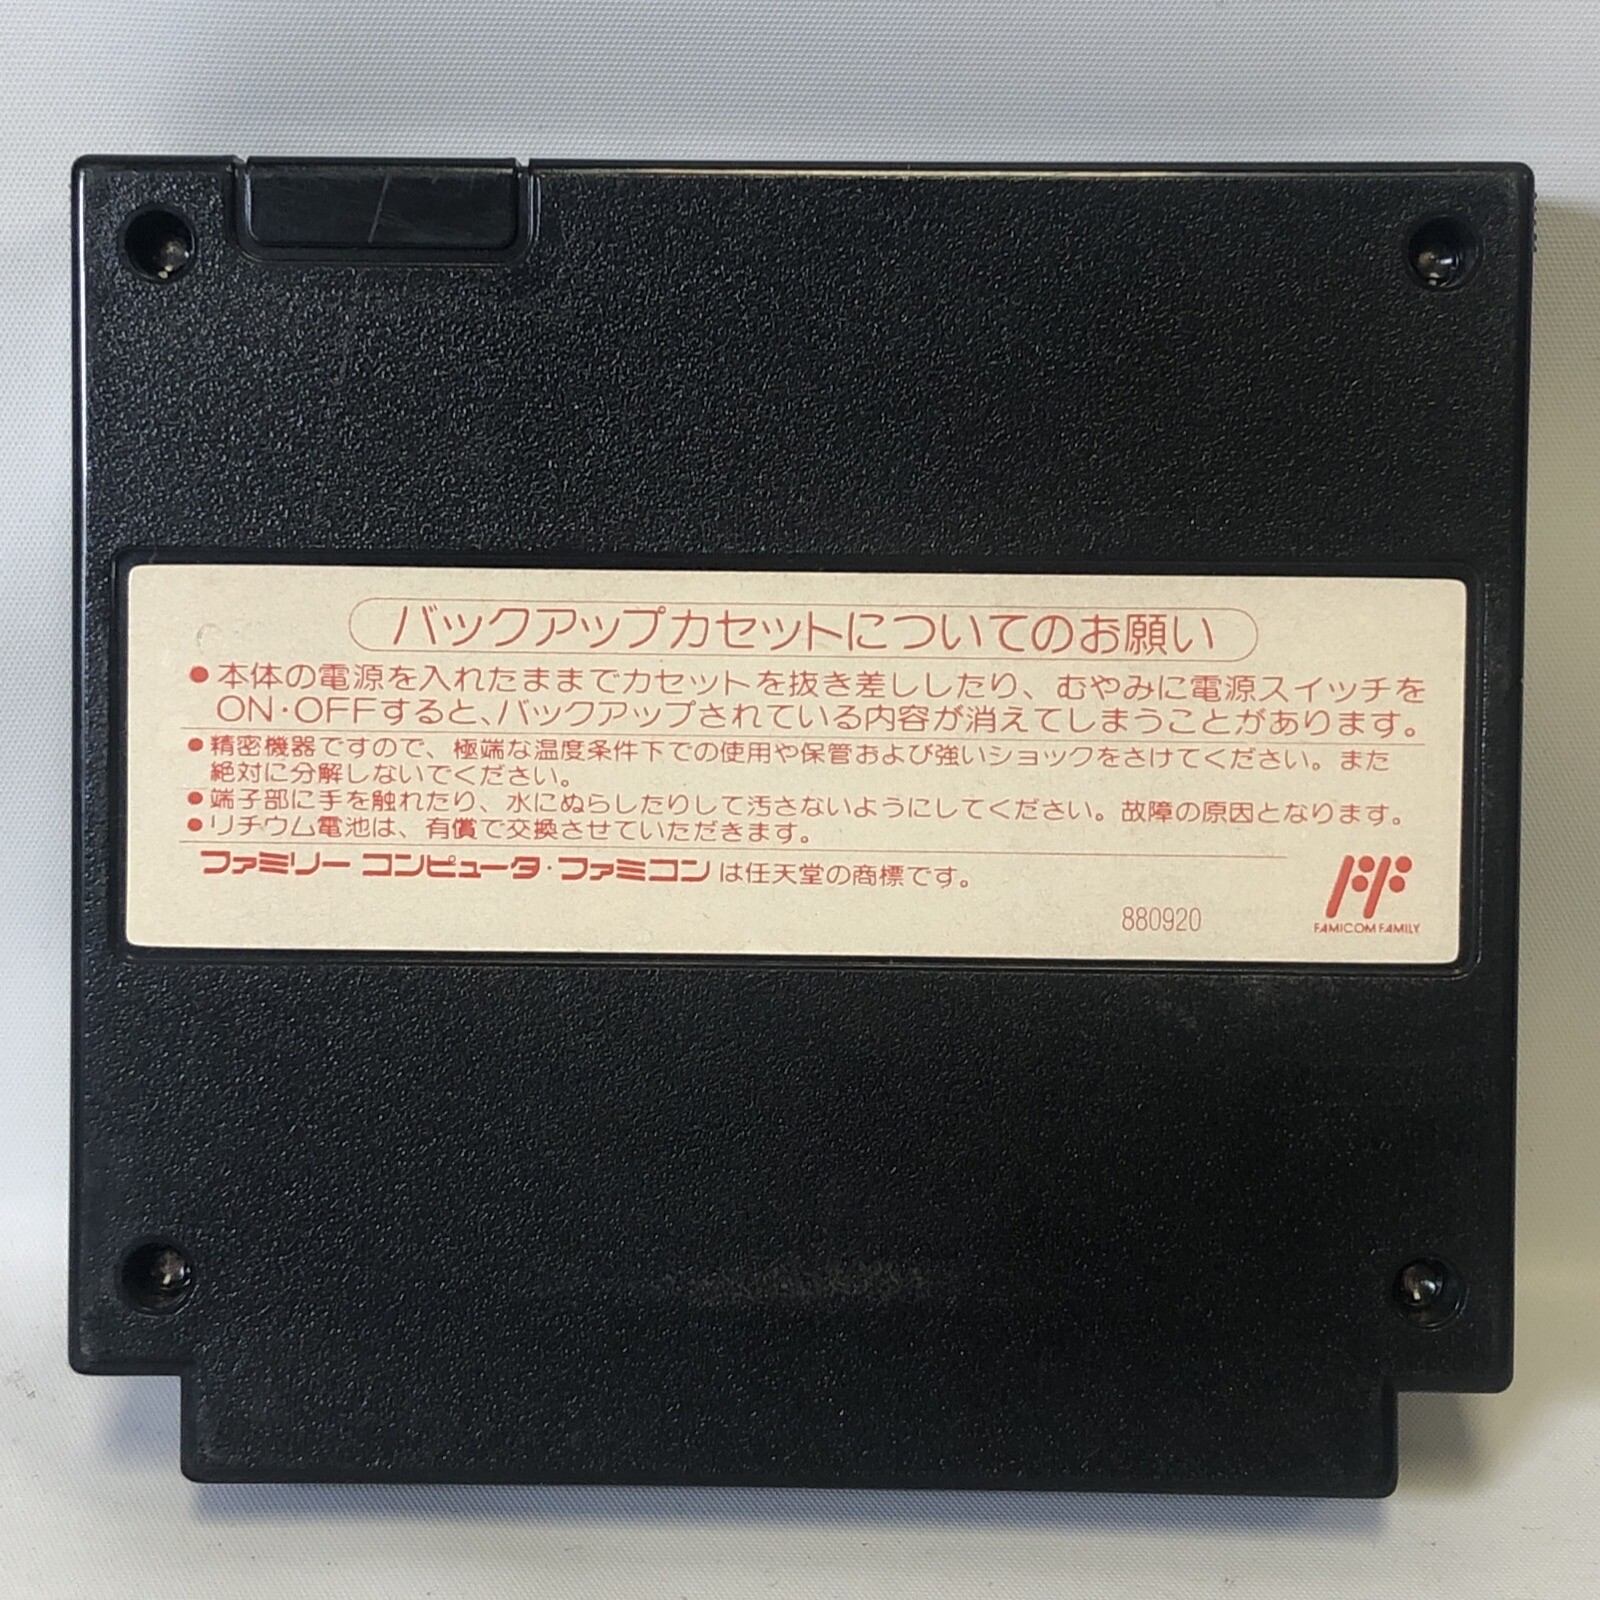 バックアップカセットについてのお願い
●本体の電源を入れたままでカセットを抜き差ししたり、むやみに電源スイッチを
ON・OFFすると、バックアップされている内容が消えてしまうことがあります。
●精密機器ですので、極端な温度条件下での使用や保管および強いショックをさけてください。また
絶対に分解しないでください。
●端子部に手を触れたり、水にぬらしたりして汚さないようにしてください。故障の原因となります。
●リチウム電池は、有償で交換させていただきます。
ファミリーコンピュータ・ファミコンは任天堂の商標です。
880920
FAMICOM FAMILY